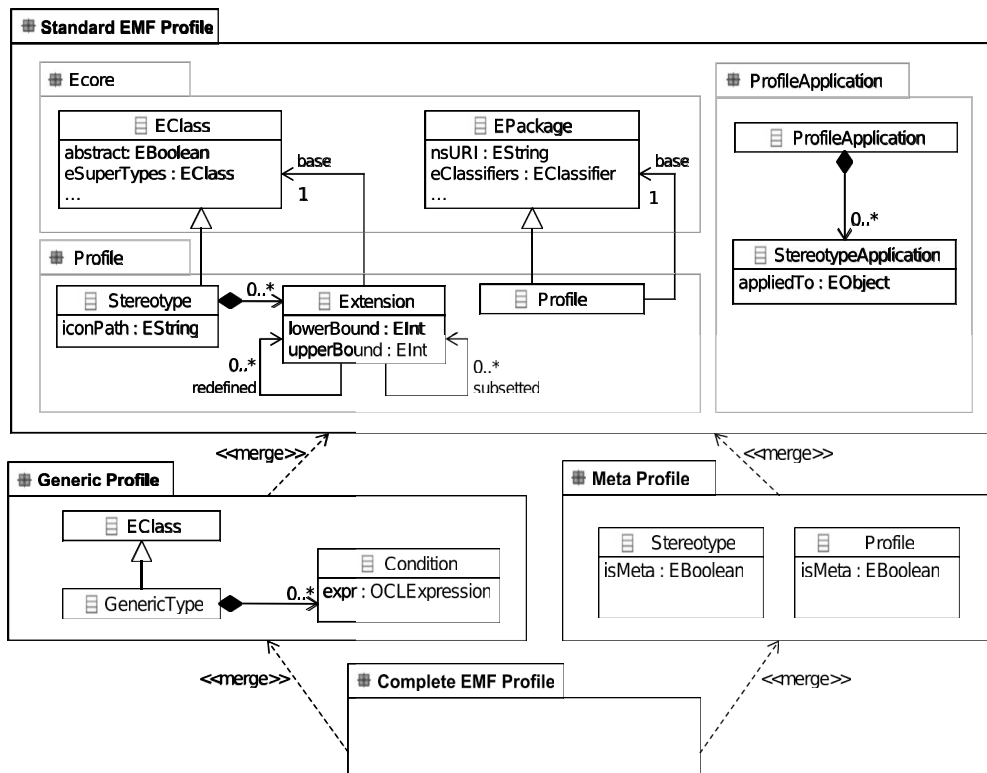 Standard EMF Profile
Ecore
EClass
abstract: EBoolean
eSuperTypes : EClass
...
base
1
EPackage
nsURI : EString
eClassifiers : EClassifier
...
base
1
ProfileApplication
ProfileApplication
0..*
StereotypeApplication
appliedTo : EObject
Profile
Stereotype
iconPath : EString
0..*
Extension
lowerBound : EInt
upperBound : EInt
0..*
redefined
0..*
subsetted
Profile
<<merge>>
<<merge>>
Generic Profile
EClass
GenericType
0..*
Condition
expr : OCLExpression
Meta Profile
Stereotype
isMeta : EBoolean
Profile
isMeta : EBoolean
<<merge>>
<<merge>>
Complete EMF Profile